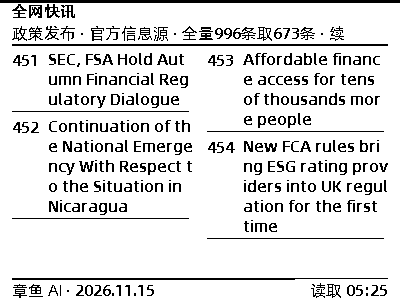 全网快讯
政策发布 · 官方信息源 · 全量996条取673条 · 续
451 SEC, FSA Hold Aut
umn Financial Reg
ulatory Dialogue
452 Continuation of th
e National Emerge
ncy With Respect t
o the Situation in
Nicaragua
453 Affordable financ
e access for tens
of thousands mor
e people
454 New FCA rules bri
ng ESG rating prov
iders into UK regul
ation for the first
time
章鱼 AI · 2026.11.15
读取 05:25